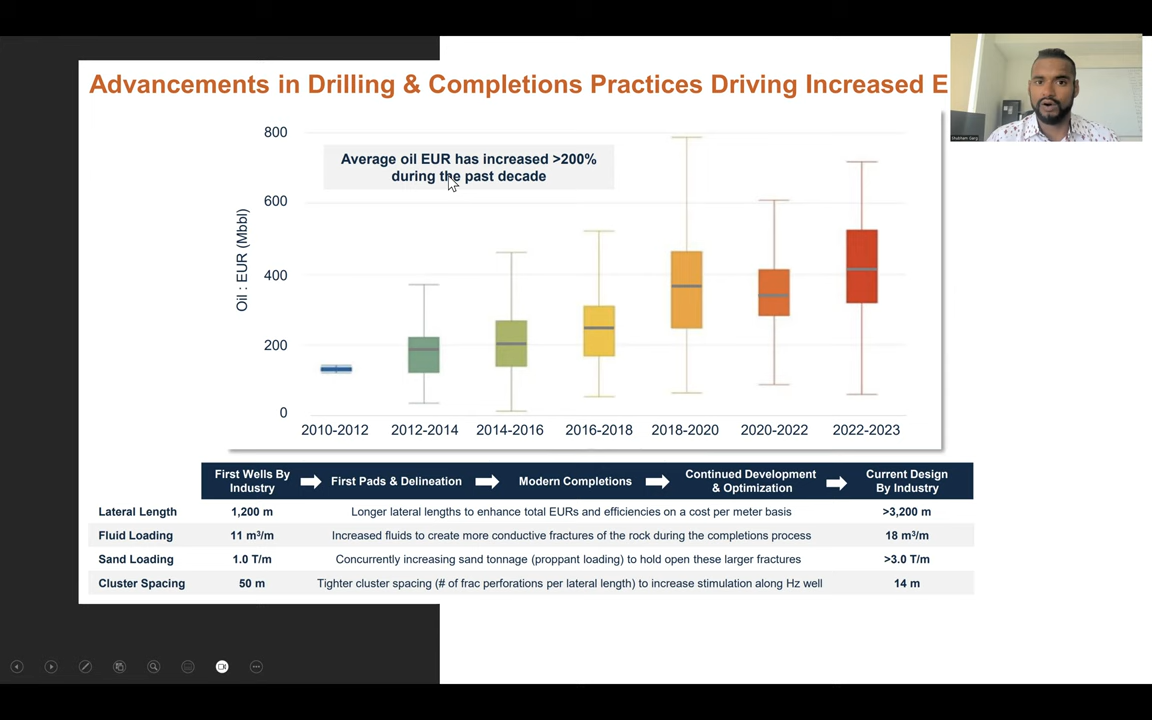 Advancements in Drilling & Completions Practices Driving Increased E
800
600
400
200
0
Oil : EUR (Mbbl)
Average oil EUR has increased >200%
during the past decade
2010-2012 2012-2014 2014-2016 2016-2018 2018-2020 2020-2022 2022-2023
First Wells By Industry First Pads & Delineation Modern Completions Continued Development & Optimization Current Design By Industry
Lateral Length 1,200 m Longer lateral lengths to enhance total EURs and efficiencies on a cost per meter basis >3,200 m
Fluid Loading 11 m³/m Increased fluids to create more conductive fractures of the rock during the completions process 18 m³/m
Sand Loading 1.0 T/m Concurrently increasing sand tonnage (proppant loading) to hold open these larger fractures >3.0 T/m
Cluster Spacing 50 m Tighter cluster spacing (# of frac perforations per lateral length) to increase stimulation along Hz well 14 m